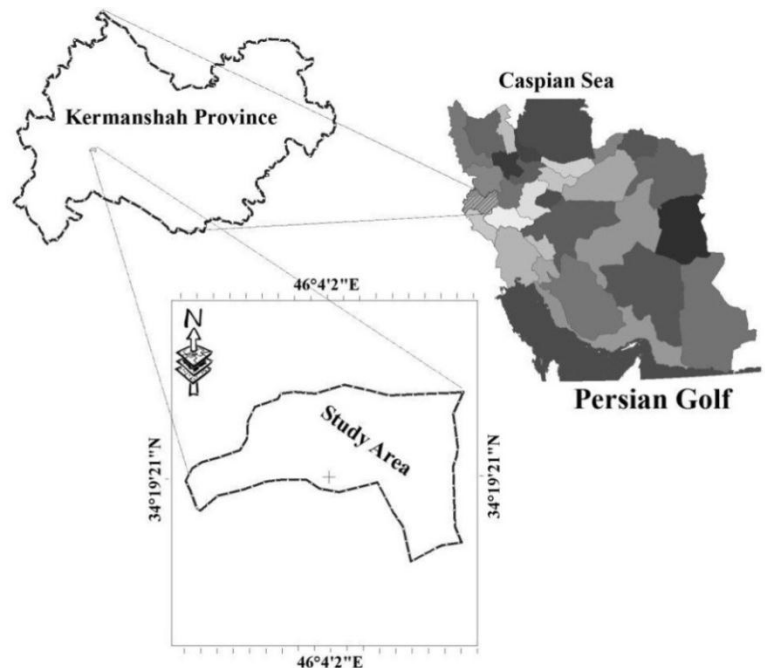 Kermanshah Province
Caspian Sea
Persian Golf
46°4'2"E
N
Study Area
34°19'21"N
34°19'21"N
46°4'2"E